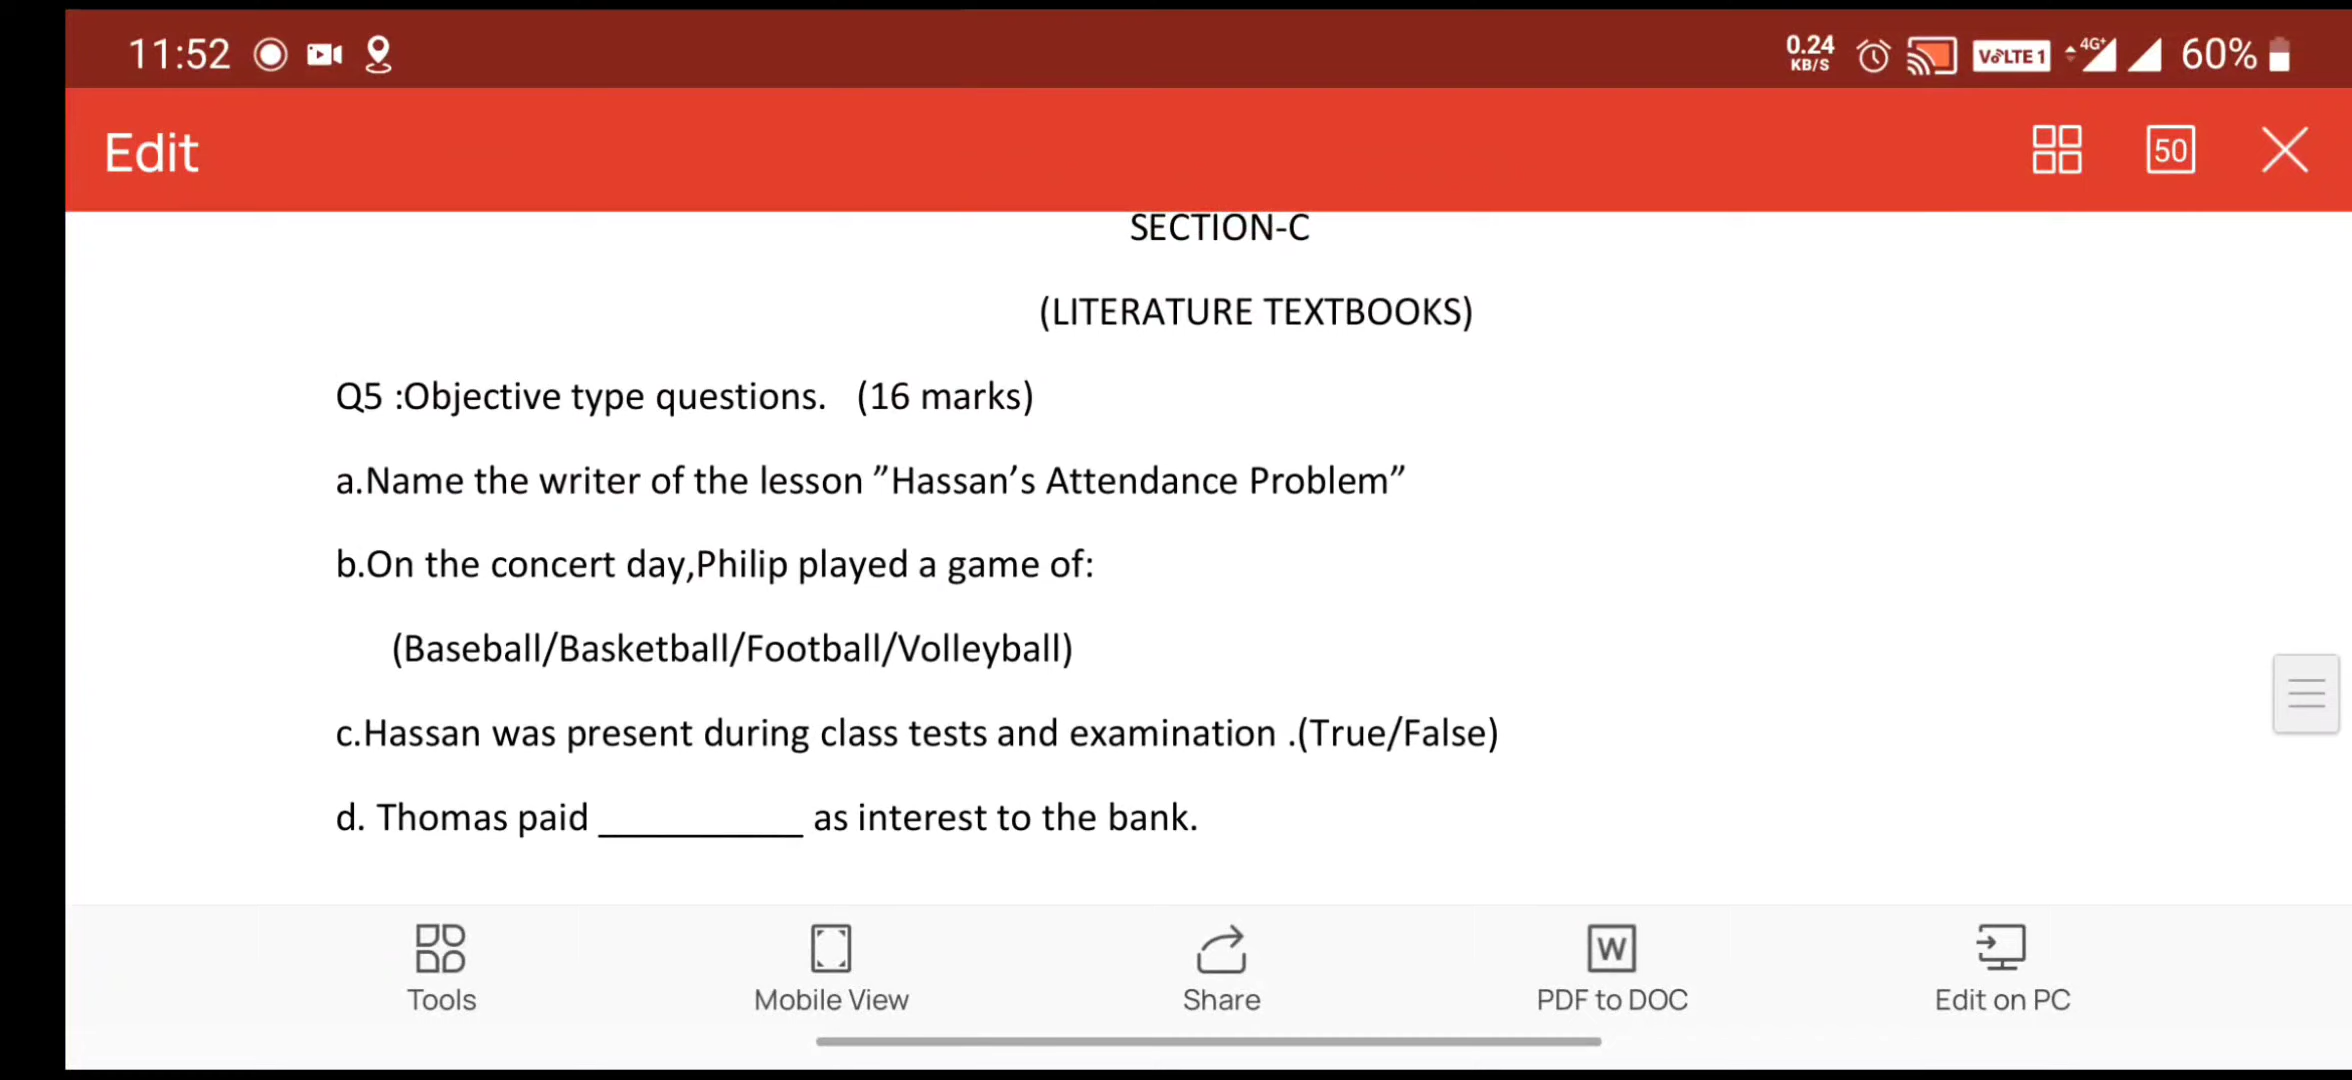 11:52
0.24 KB/S VoLTE 1 4G+ 60%
Edit
50
SECTION-C
(LITERATURE TEXTBOOKS)
Q5 :Objective type questions. (16 marks)
a.Name the writer of the lesson ”Hassan’s Attendance Problem”
b.On the concert day,Philip played a game of:
(Baseball/Basketball/Football/Volleyball)
c.Hassan was present during class tests and examination .(True/False)
d. Thomas paid __________ as interest to the bank.
W
Tools Mobile View Share PDF to DOC Edit on PC